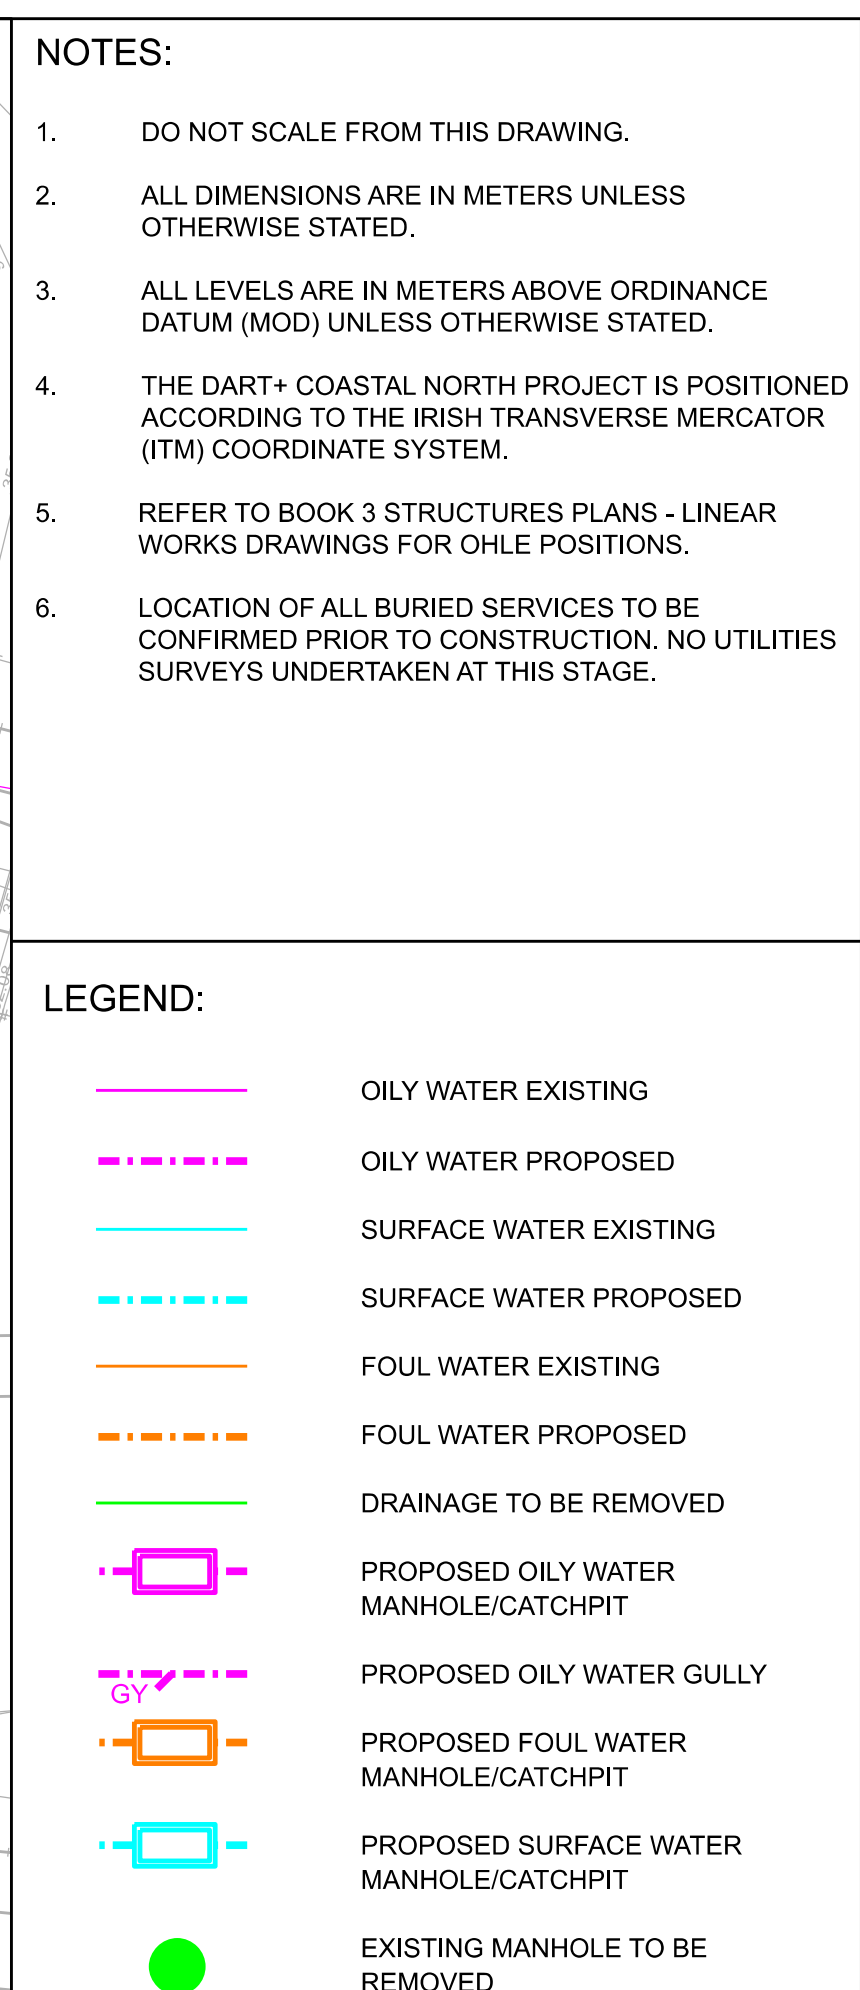 NOTES:
1. DO NOT SCALE FROM THIS DRAWING.
2. ALL DIMENSIONS ARE IN METERS UNLESS
OTHERWISE STATED.
3. ALL LEVELS ARE IN METERS ABOVE ORDINANCE
DATUM (MOD) UNLESS OTHERWISE STATED.
4. THE DART+ COASTAL NORTH PROJECT IS POSITIONED
ACCORDING TO THE IRISH TRANSVERSE MERCATOR
(ITM) COORDINATE SYSTEM.
5. REFER TO BOOK 3 STRUCTURES PLANS - LINEAR
WORKS DRAWINGS FOR OHLE POSITIONS.
6. LOCATION OF ALL BURIED SERVICES TO BE
CONFIRMED PRIOR TO CONSTRUCTION. NO UTILITIES
SURVEYS UNDERTAKEN AT THIS STAGE.
LEGEND:
OILY WATER EXISTING
OILY WATER PROPOSED
SURFACE WATER EXISTING
SURFACE WATER PROPOSED
FOUL WATER EXISTING
FOUL WATER PROPOSED
DRAINAGE TO BE REMOVED
PROPOSED OILY WATER
MANHOLE/CATCHPIT
GY PROPOSED OILY WATER GULLY
PROPOSED FOUL WATER
MANHOLE/CATCHPIT
PROPOSED SURFACE WATER
MANHOLE/CATCHPIT
EXISTING MANHOLE TO BE
REMOVED